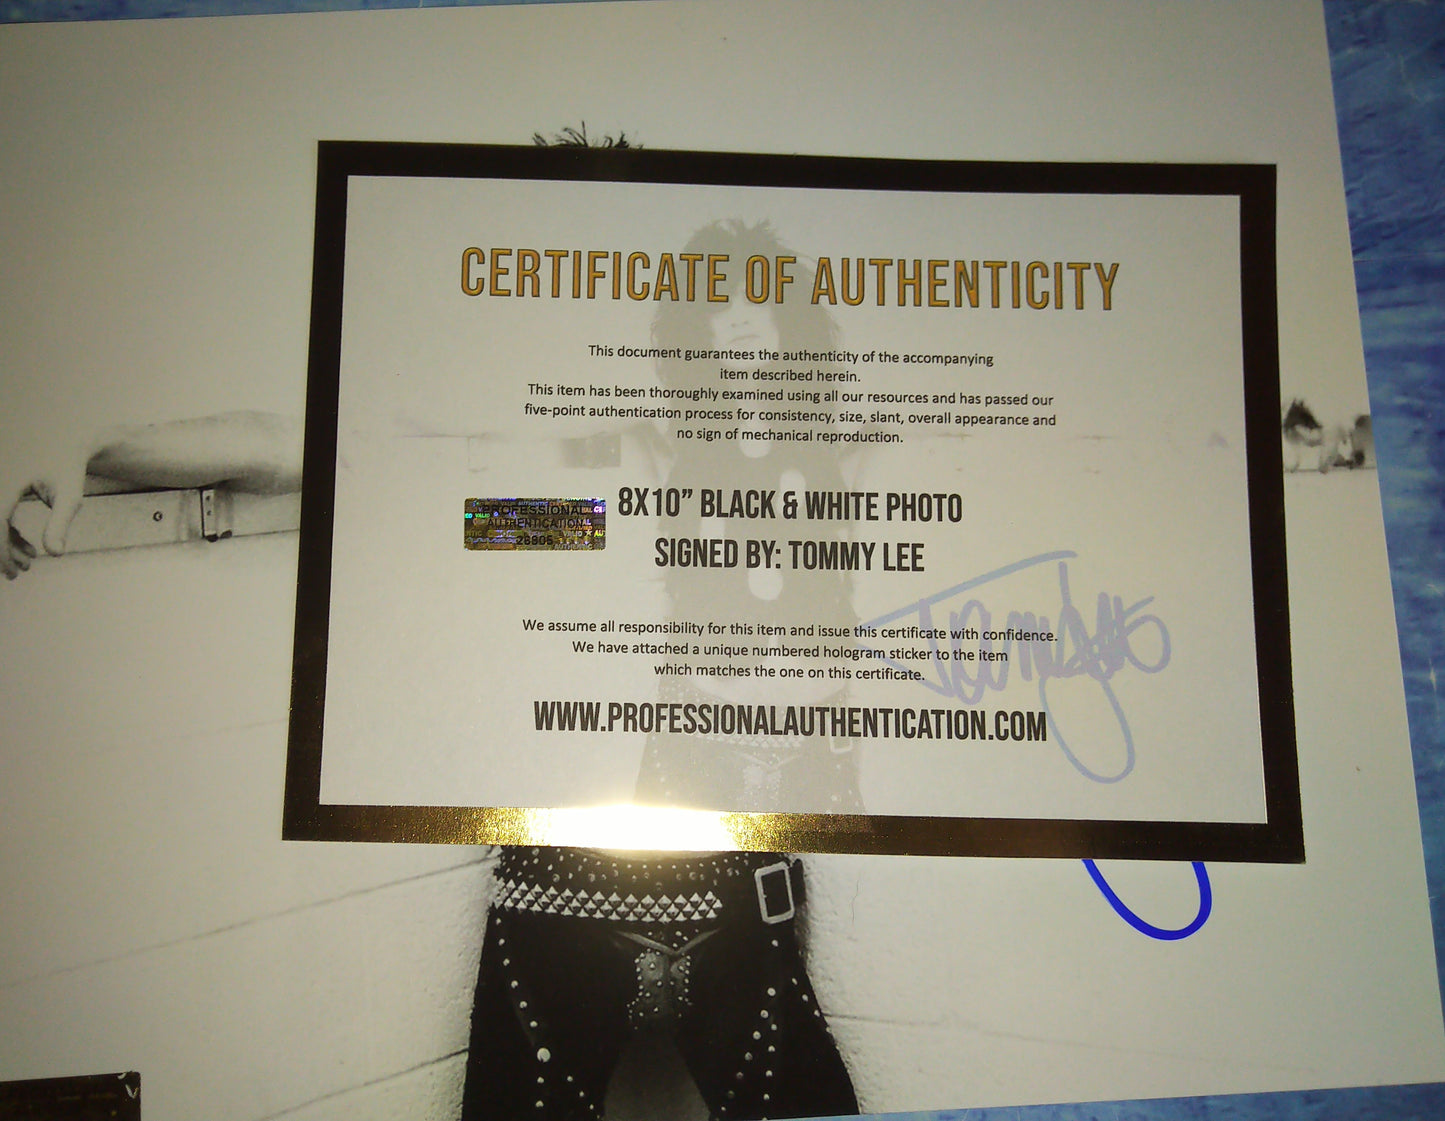 CERTIFICATE OF AUTHENTICITY
This document guarantees the authenticity of the accompanying
item described herein.
This item has been thoroughly examined using all our resources and has passed our
five-point authentication process for consistency, size, slant, overall appearance and
no sign of mechanical reproduction.
PROFESSIONAL
AUTHENTICATION
8X10” BLACK & WHITE PHOTO
SIGNED BY: TOMMY LEE
We assume all responsibility for this item and issue this certificate with confidence.
We have attached a unique numbered hologram sticker to the item
which matches the one on this certificate.
WWW.PROFESSIONALAUTHENTICATION.COM